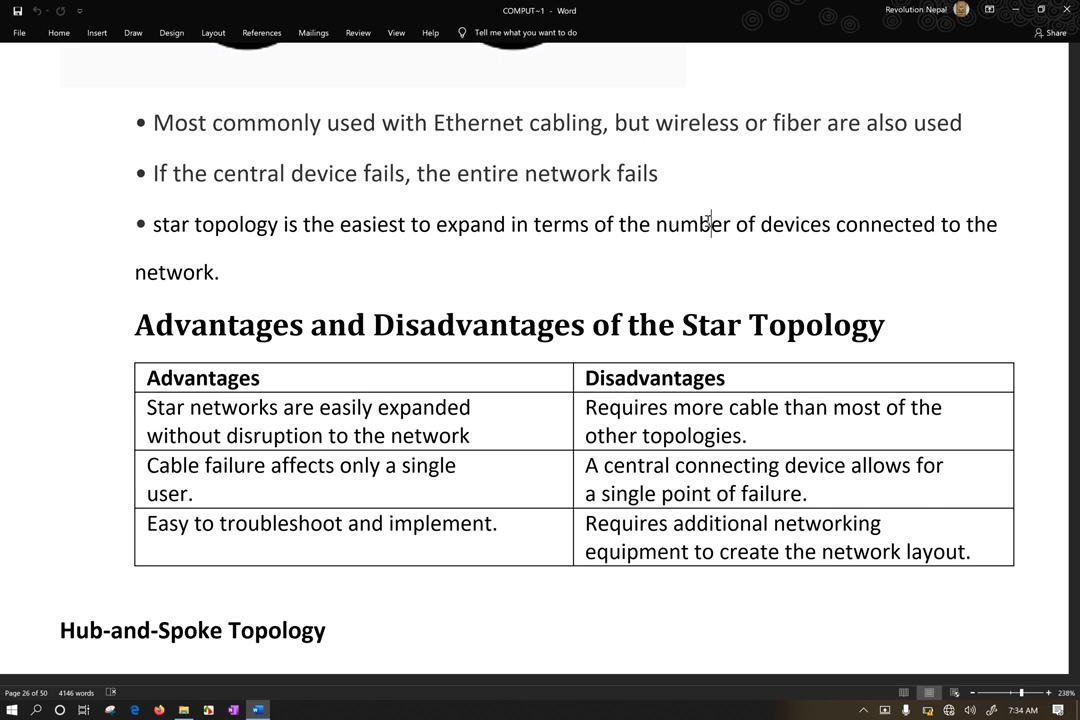 COMPUT~1 - Word
Revolution Nepal
File Home Insert Draw Design Layout References Mailings Review View Help Tell me what you want to do Share
• Most commonly used with Ethernet cabling, but wireless or fiber are also used
• If the central device fails, the entire network fails
• star topology is the easiest to expand in terms of the number of devices connected to the
network.
Advantages and Disadvantages of the Star Topology
Advantages Disadvantages
Star networks are easily expanded Requires more cable than most of the
without disruption to the network other topologies.
Cable failure affects only a single A central connecting device allows for
user. a single point of failure.
Easy to troubleshoot and implement. Requires additional networking
equipment to create the network layout.
Hub-and-Spoke Topology
Page 26 of 50 4146 words 238%
7:34 AM